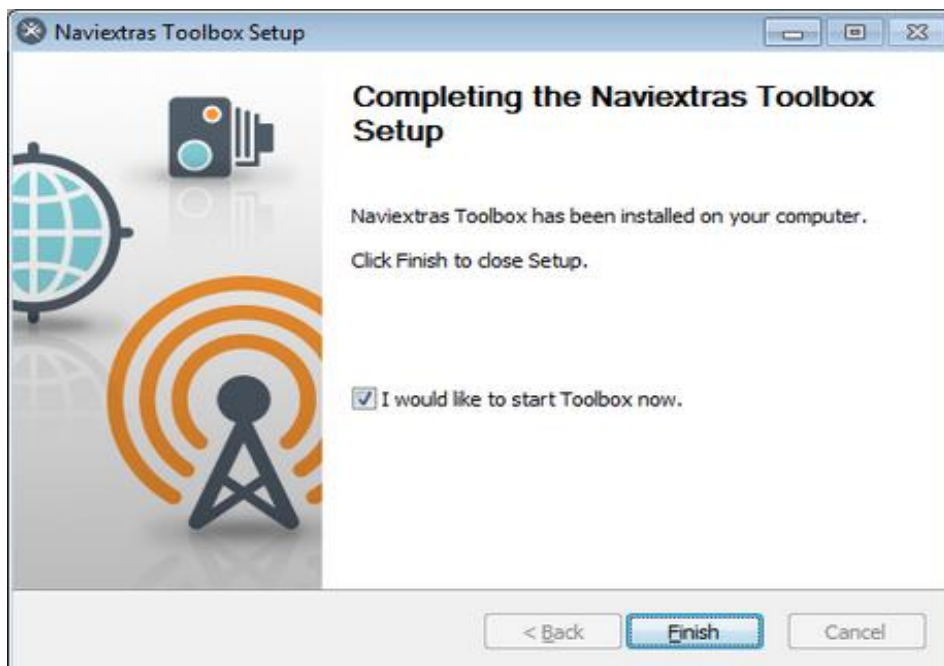 Naviextras Toolbox Setup
Completing the Naviextras Toolbox
Setup
Naviextras Toolbox has been installed on your computer.
Click Finish to close Setup.
I would like to start Toolbox now.
< Back
Finish
Cancel